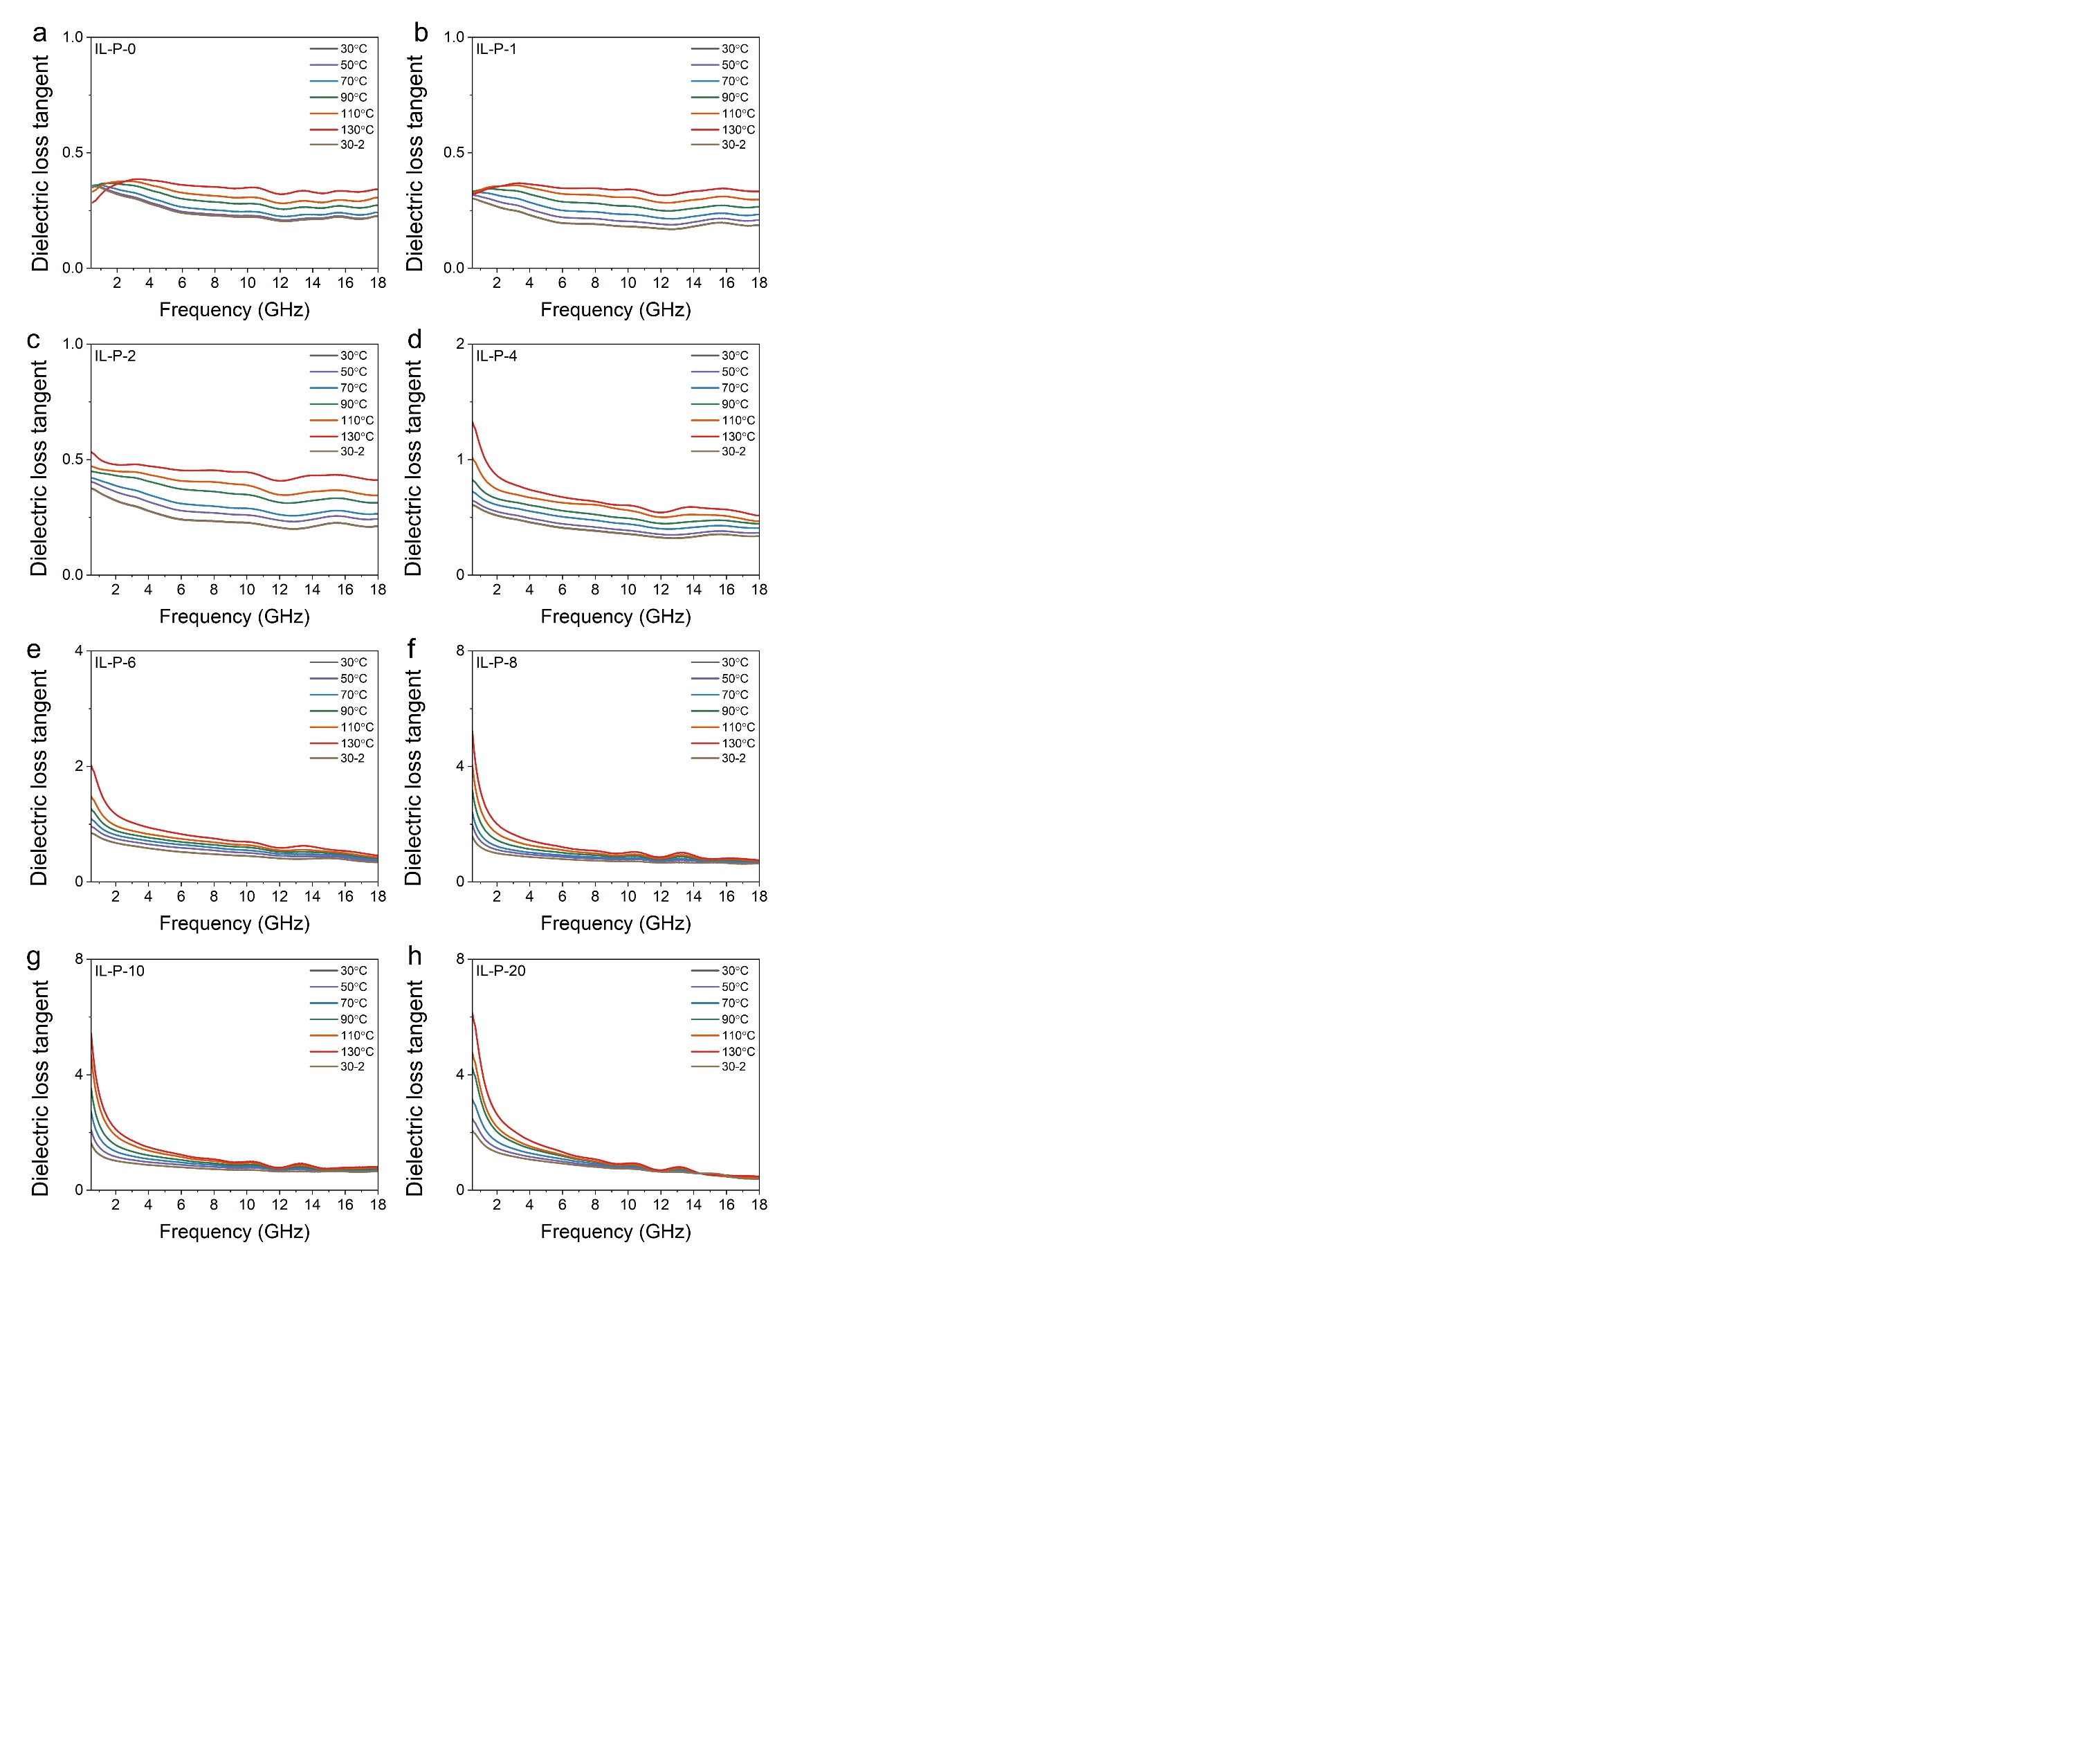 a
1.0
IL-P-0
30°C
50°C
70°C
90°C
110°C
130°C
30-2
0.5
0.0
Dielectric loss tangent
2 4 6 8 10 12 14 16 18
Frequency (GHz)
b
1.0
IL-P-1
30°C
50°C
70°C
90°C
110°C
130°C
30-2
0.5
0.0
Dielectric loss tangent
2 4 6 8 10 12 14 16 18
Frequency (GHz)
c
1.0
IL-P-2
30°C
50°C
70°C
90°C
110°C
130°C
30-2
0.5
0.0
Dielectric loss tangent
2 4 6 8 10 12 14 16 18
Frequency (GHz)
d
2
IL-P-4
30°C
50°C
70°C
90°C
110°C
130°C
30-2
1
0
Dielectric loss tangent
2 4 6 8 10 12 14 16 18
Frequency (GHz)
e
4
IL-P-6
30°C
50°C
70°C
90°C
110°C
130°C
30-2
2
0
Dielectric loss tangent
2 4 6 8 10 12 14 16 18
Frequency (GHz)
f
8
IL-P-8
30°C
50°C
70°C
90°C
110°C
130°C
30-2
4
0
Dielectric loss tangent
2 4 6 8 10 12 14 16 18
Frequency (GHz)
g
8
IL-P-10
30°C
50°C
70°C
90°C
110°C
130°C
30-2
4
0
Dielectric loss tangent
2 4 6 8 10 12 14 16 18
Frequency (GHz)
h
8
IL-P-20
30°C
50°C
70°C
90°C
110°C
130°C
30-2
4
0
Dielectric loss tangent
2 4 6 8 10 12 14 16 18
Frequency (GHz)